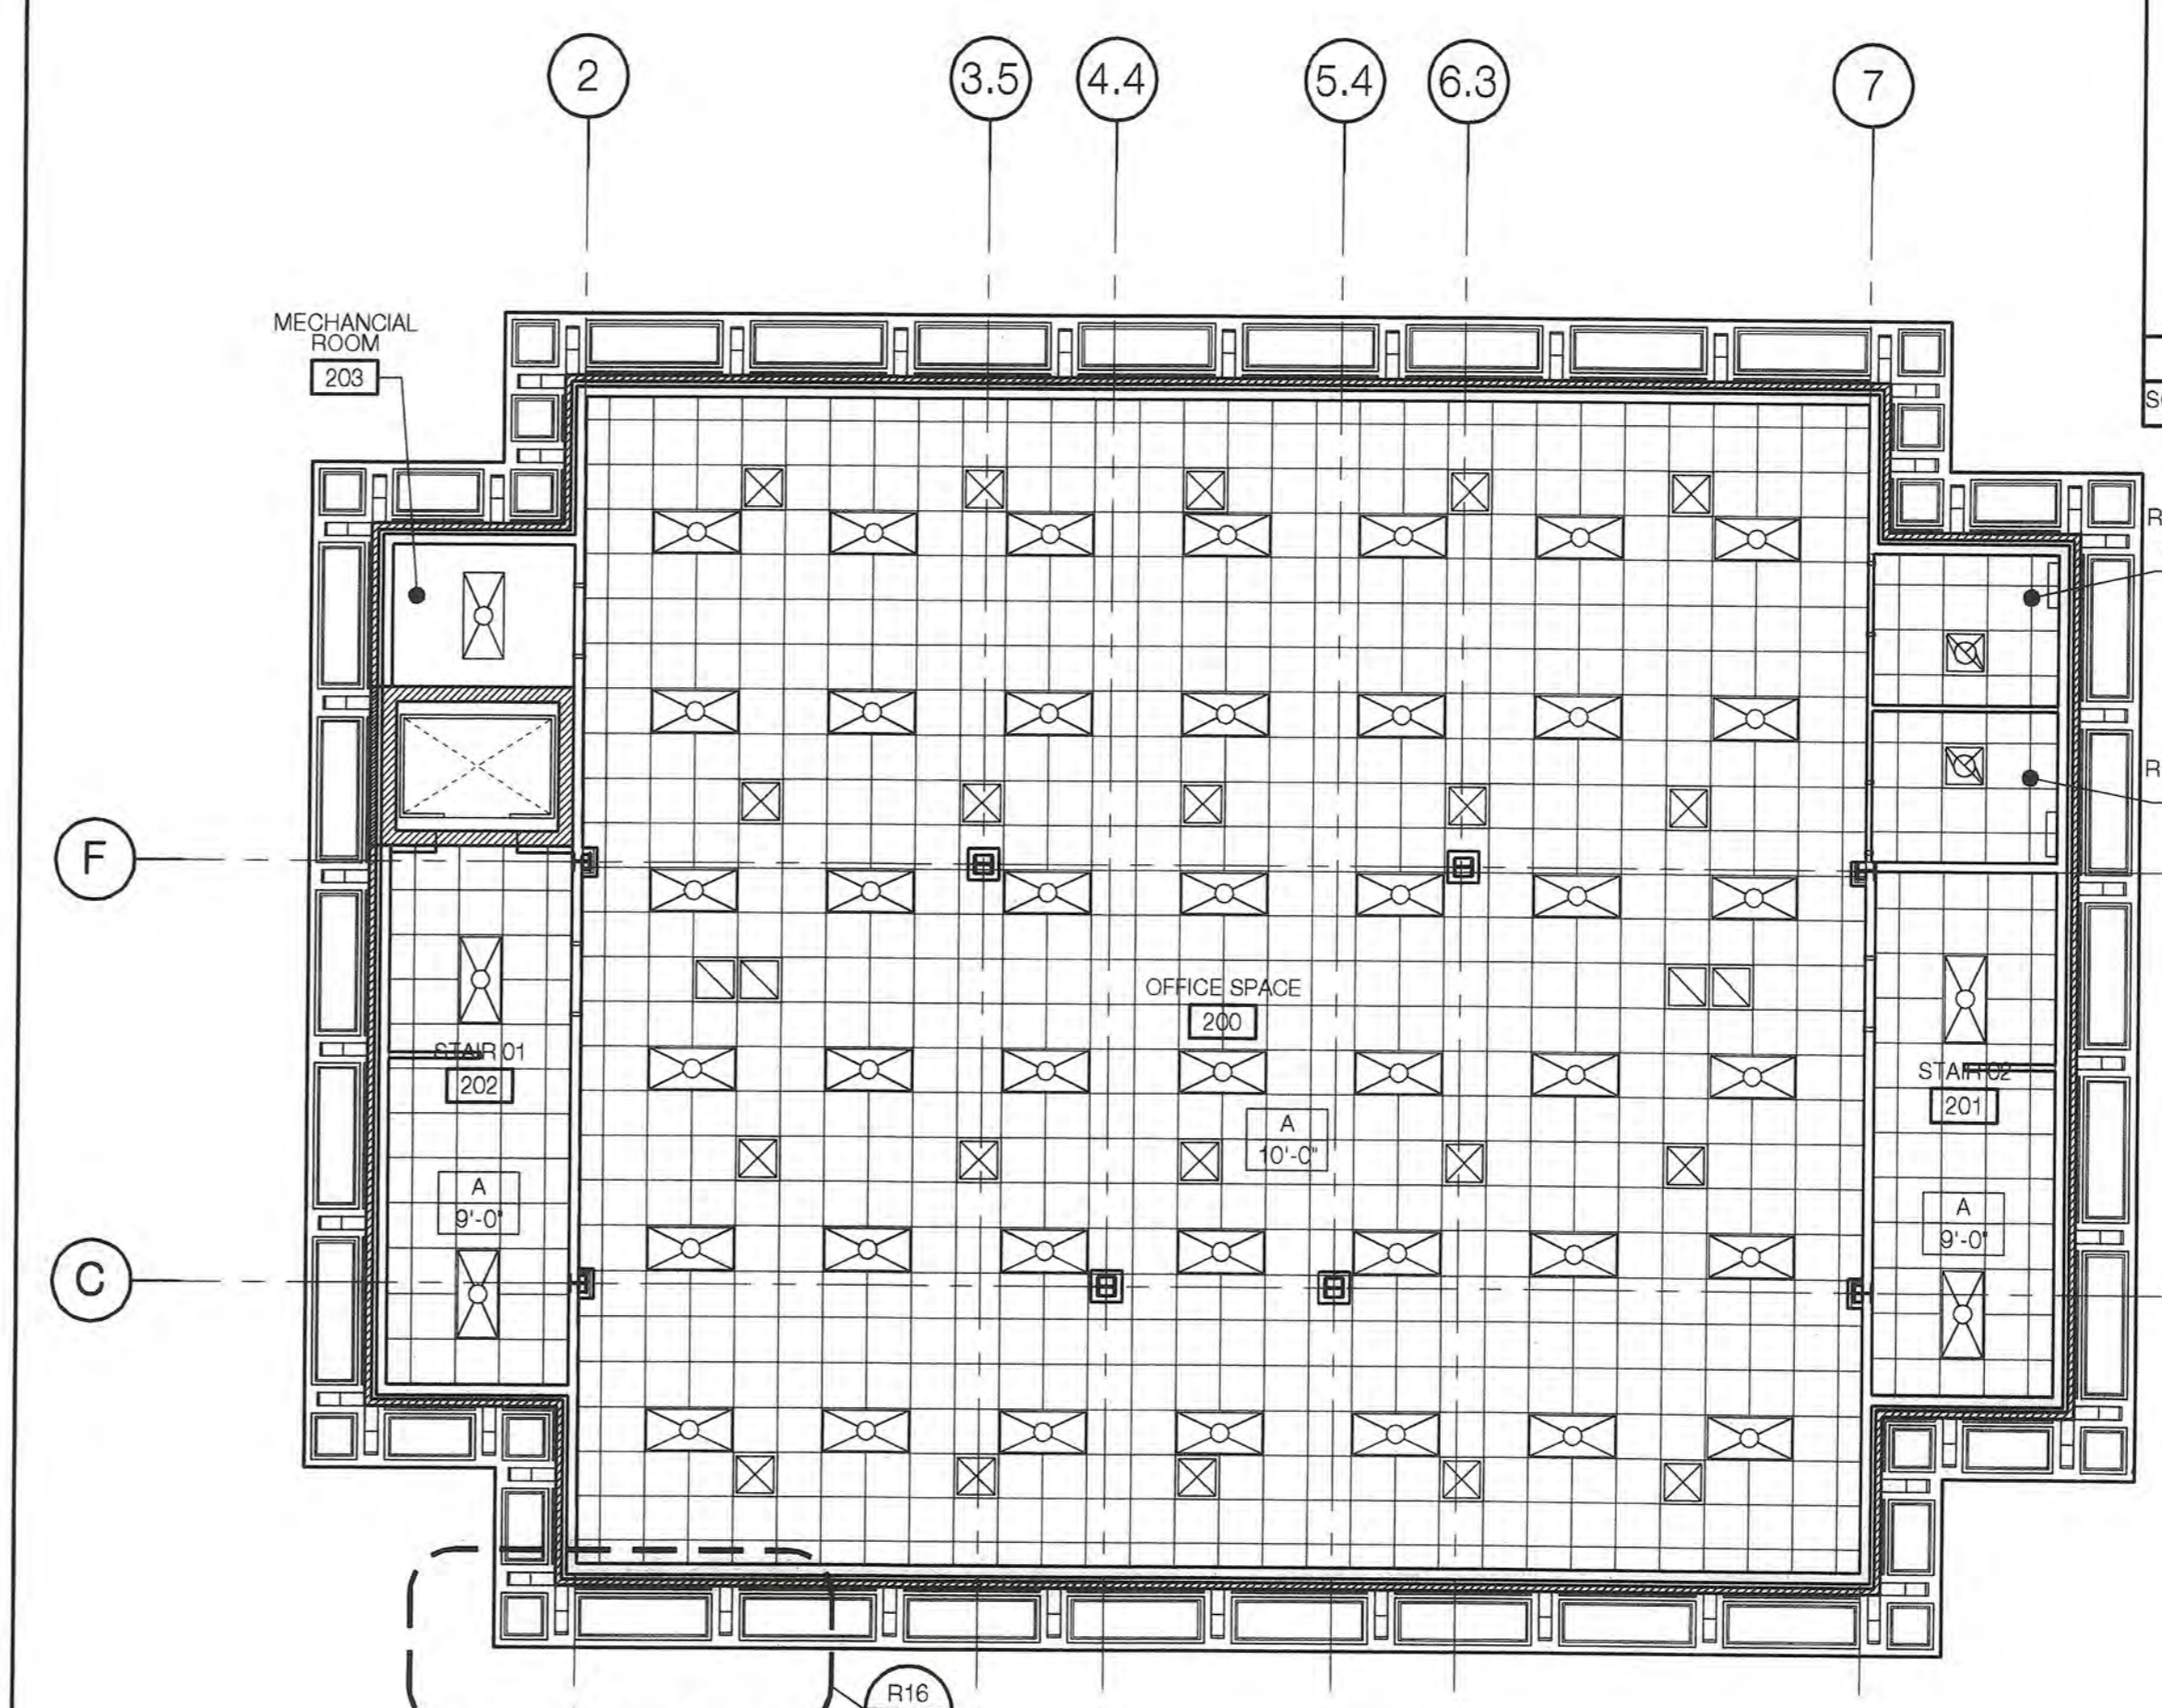 2
3.5
4.4
5.4
6.3
7
MECHANCIAL
ROOM
203
F
OFFICE SPACE
200
STAIR 01
202
STAIR 02
201
A
10'-0"
A
9'-0"
A
9'-0"
C
R16